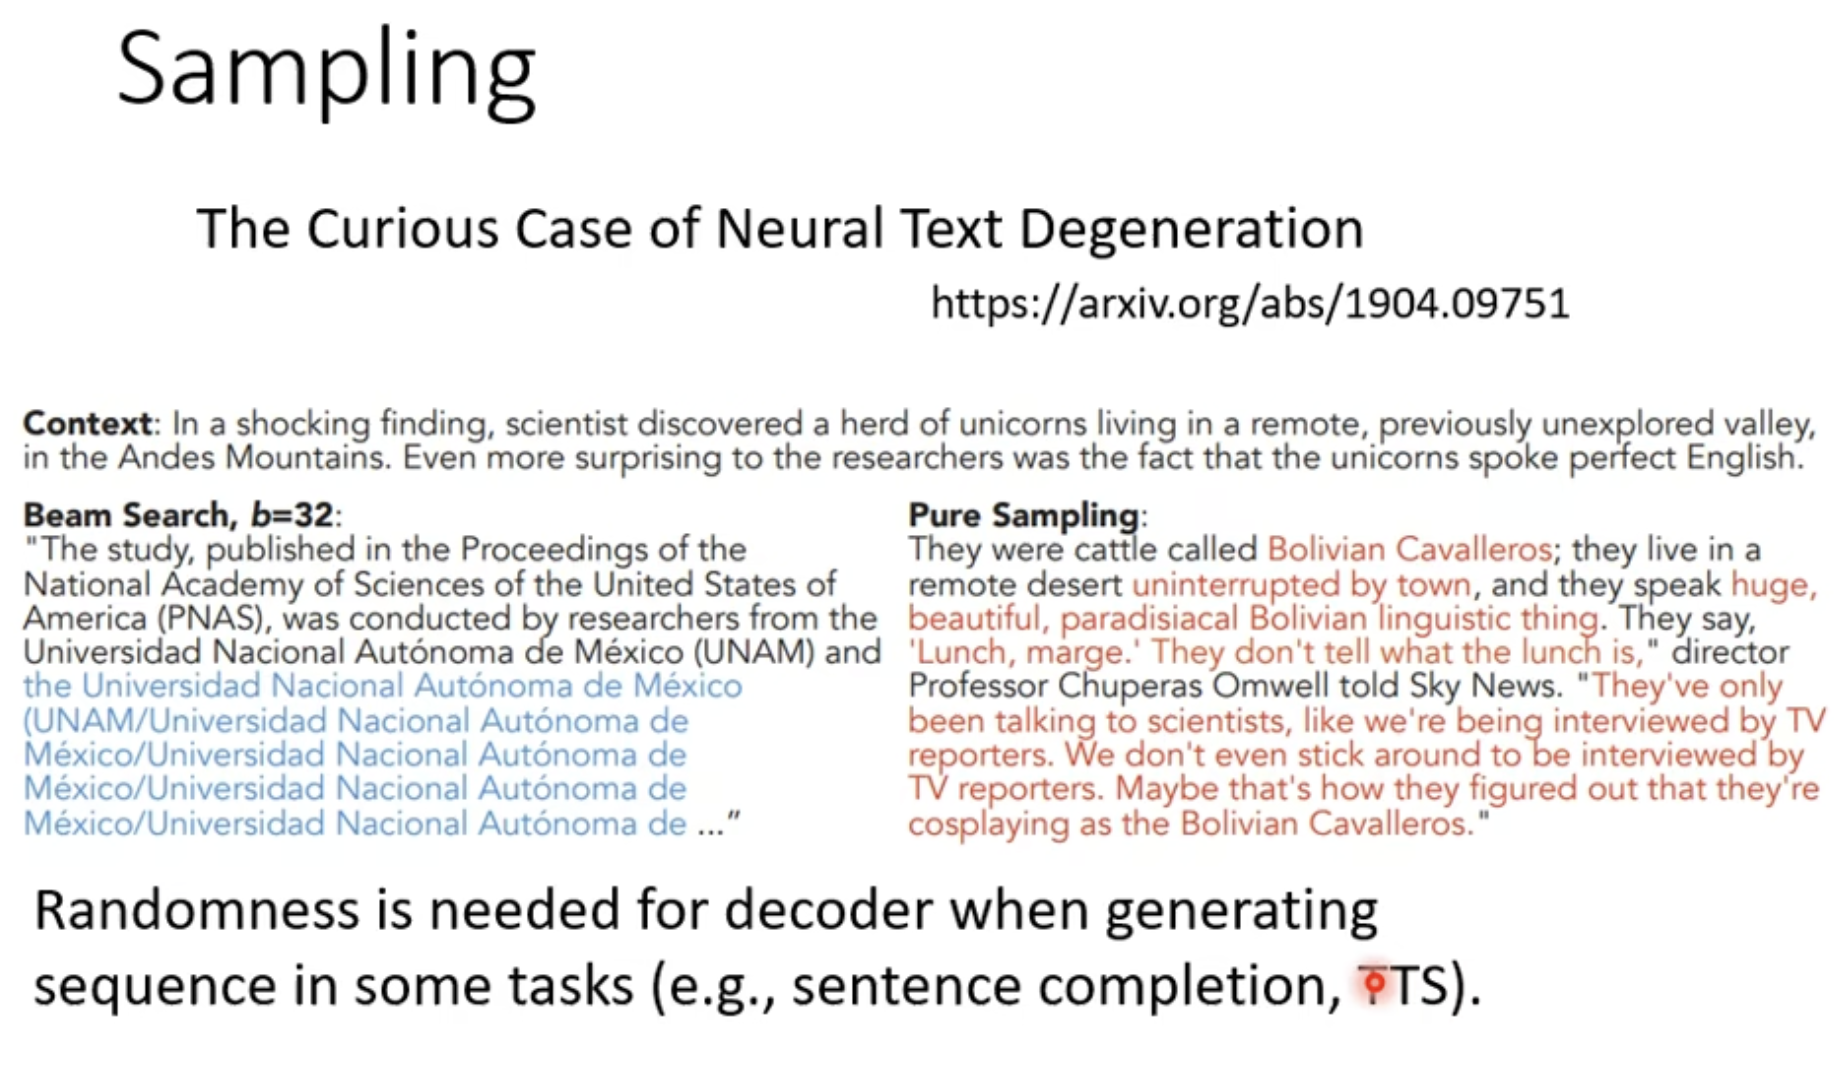 Sampling
The Curious Case of Neural Text Degeneration
https://arxiv.org/abs/1904.09751
Context: In a shocking finding, scientist discovered a herd of unicorns living in a remote, previously unexplored valley,
in the Andes Mountains. Even more surprising to the researchers was the fact that the unicorns spoke perfect English.
Beam Search, b=32:
"The study, published in the Proceedings of the
National Academy of Sciences of the United States of
America (PNAS), was conducted by researchers from the
Universidad Nacional Autónoma de México (UNAM) and
the Universidad Nacional Autónoma de México
(UNAM/Universidad Nacional Autónoma de
México/Universidad Nacional Autónoma de
México/Universidad Nacional Autónoma de
México/Universidad Nacional Autónoma de ..."
Pure Sampling:
They were cattle called Bolivian Cavalleros; they live in a
remote desert uninterrupted by town, and they speak huge,
beautiful, paradisiacal Bolivian linguistic thing. They say,
'Lunch, marge.' They don't tell what the lunch is," director
Professor Chuperas Omwell told Sky News. "They've only
been talking to scientists, like we're being interviewed by TV
reporters. We don't even stick around to be interviewed by
TV reporters. Maybe that's how they figured out that they're
cosplaying as the Bolivian Cavalleros."
Randomness is needed for decoder when generating
sequence in some tasks (e.g., sentence completion, TTS).